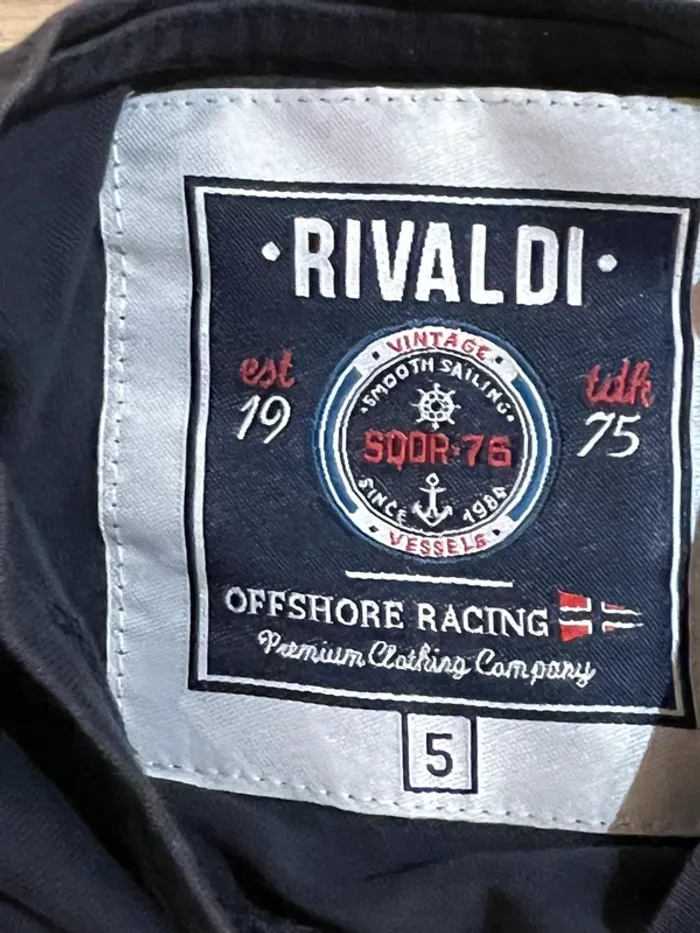 · RIVALDI ·
est
19
tdk
75
· VINTAGE ·
· SMOOTH SAILING ·
SQDR·76
SINCE 1984
· VESSELS ·
OFFSHORE RACING
Premium Clothing Company
5